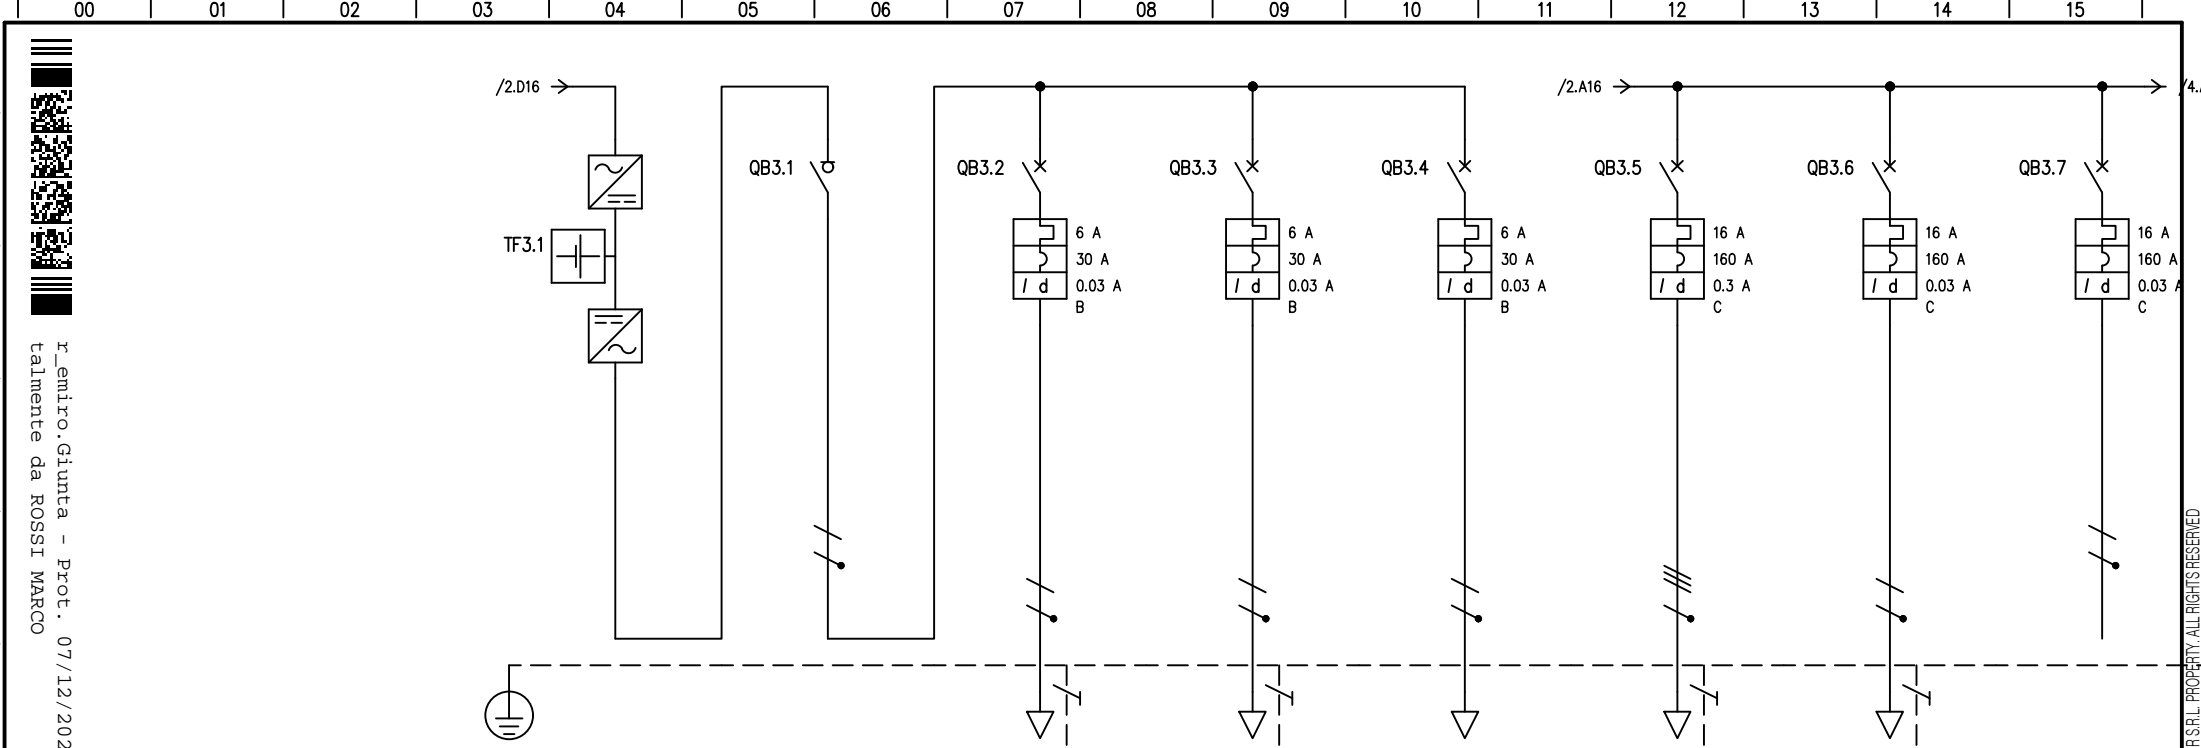 00 01 02 03 04 05 06 07 08 09 10 11 12 13 14 15
/2.D16 /2.A16 /4.
QB3.1 QB3.2 QB3.3 QB3.4 QB3.5 QB3.6 QB3.7
TF3.1
6 A 6 A 6 A 16 A 16 A 16 A
30 A 30 A 30 A 160 A 160 A 160 A
I d 0.03 A I d 0.03 A I d 0.03 A I d 0.3 A I d 0.03 A I d 0.03 A
B B B C C C
r_emiro.Giunta - Prot. 07/12/202
talmente da ROSSI MARCO
R S.R.L. PROPERTY. ALL RIGHTS RESERVED